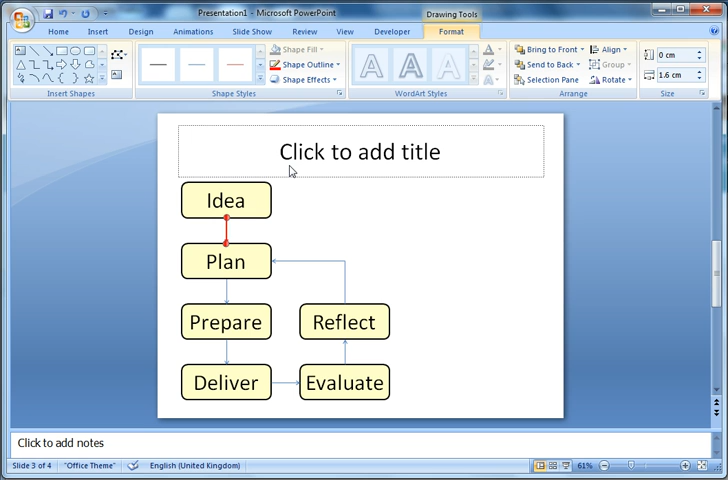 Presentation1 - Microsoft PowerPoint
Drawing Tools
Home Insert Design Animations Slide Show Review View Developer Format
Shape Fill
Shape Outline
Shape Effects
Bring to Front
Send to Back
Selection Pane
Align
Group
Rotate
0 cm
1.6 cm
Insert Shapes Shape Styles WordArt Styles Arrange Size
Click to add title
Idea
Plan
Prepare Reflect
Deliver Evaluate
Click to add notes
Slide 3 of 4 "Office Theme" English (United Kingdom) 61%